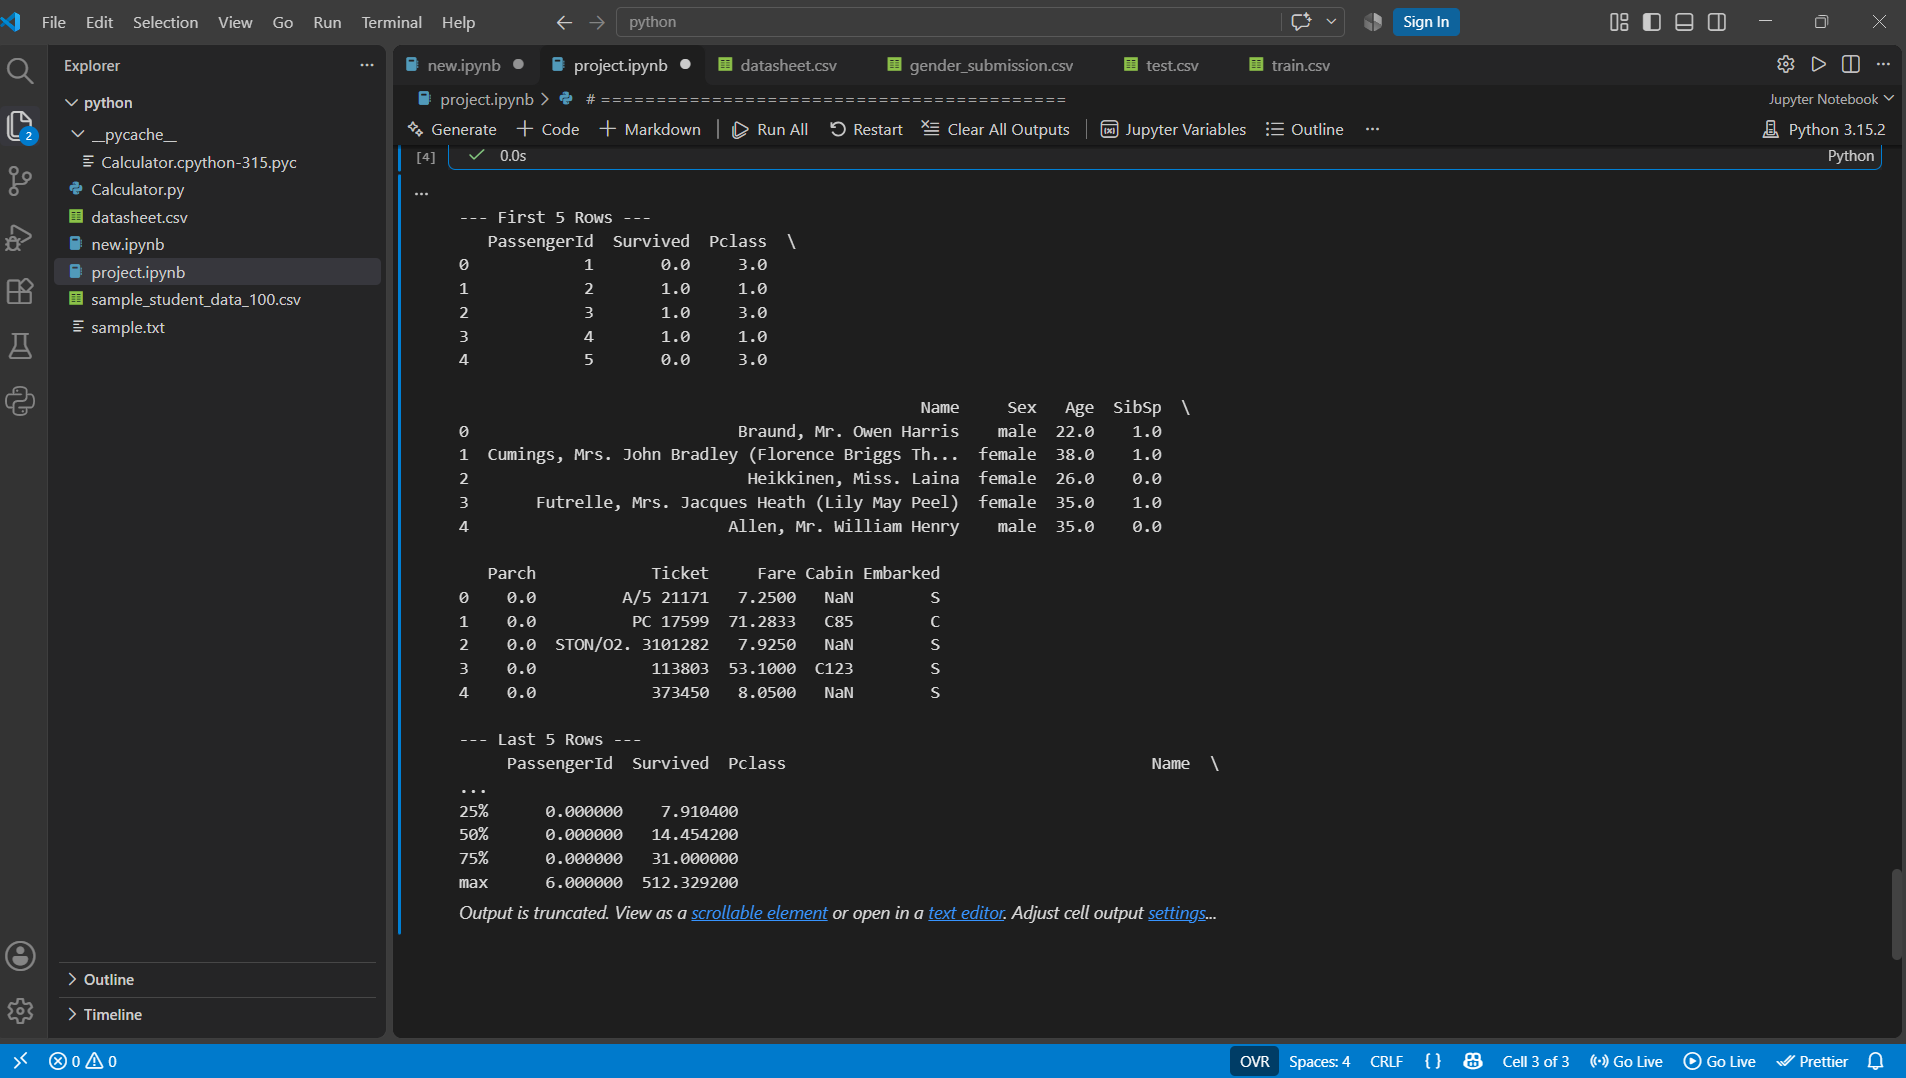 File Edit Selection View Go Run Terminal Help python Sign In
Explorer
python
__pycache__
Calculator.cpython-315.pyc
Calculator.py
datasheet.csv
new.ipynb
project.ipynb
sample_student_data_100.csv
sample.txt
Outline
Timeline
2
new.ipynb project.ipynb datasheet.csv gender_submission.csv test.csv train.csv
project.ipynb > # ==========================================
Jupyter Notebook
Generate + Code + Markdown | Run All Restart Clear All Outputs | Jupyter Variables Outline ... Python 3.15.2
[4] 0.0s Python
...
--- First 5 Rows ---
   PassengerId  Survived  Pclass  \
0            1       0.0     3.0
1            2       1.0     1.0
2            3       1.0     3.0
3            4       1.0     1.0
4            5       0.0     3.0
                                                Name     Sex   Age  SibSp  \
0                            Braund, Mr. Owen Harris    male  22.0    1.0
1  Cumings, Mrs. John Bradley (Florence Briggs Th...  female  38.0    1.0
2                             Heikkinen, Miss. Laina  female  26.0    0.0
3       Futrelle, Mrs. Jacques Heath (Lily May Peel)  female  35.0    1.0
4                           Allen, Mr. William Henry    male  35.0    0.0
   Parch            Ticket     Fare Cabin Embarked
0    0.0         A/5 21171   7.2500   NaN        S
1    0.0          PC 17599  71.2833   C85        C
2    0.0  STON/O2. 3101282   7.9250   NaN        S
3    0.0            113803  53.1000  C123        S
4    0.0            373450   8.0500   NaN        S
--- Last 5 Rows ---
     PassengerId  Survived  Pclass                                      Name  \
...
25%      0.000000    7.910400
50%      0.000000   14.454200
75%      0.000000   31.000000
max      6.000000  512.329200
Output is truncated. View as a scrollable element or open in a text editor. Adjust cell output settings...
0 0 OVR Spaces: 4 CRLF { } Cell 3 of 3 Go Live Go Live Prettier